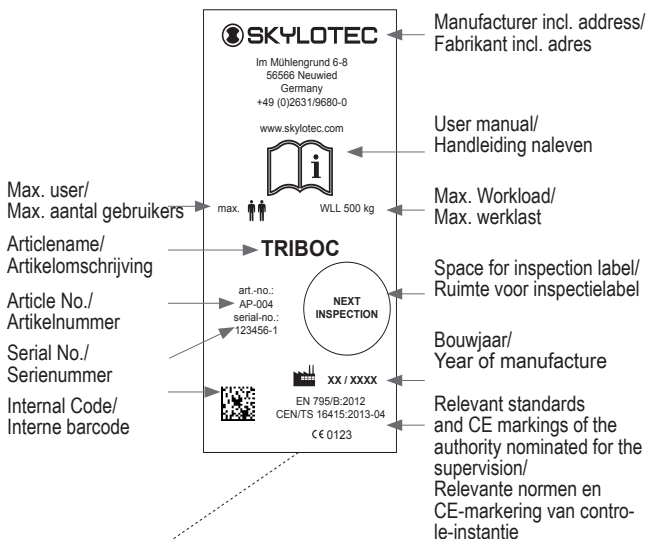 SKYLOTEC
Im Mühlengrund 6-8
56566 Neuwied
Germany
+49 (0)2631/9680-0
www.skylotec.com
i
max.
WLL 500 kg
TRIBOC
art.-no.:
AP-004
serial-no.:
123456-1
NEXT
INSPECTION
XX / XXXX
EN 795/B:2012
CEN/TS 16415:2013-04
CE 0123
Max. user/
Max. aantal gebruikers
Articlename/
Artikelomschrijving
Article No./
Artikelnummer
Serial No./
Serienummer
Internal Code/
Interne barcode
Manufacturer incl. address/
Fabrikant incl. adres
User manual/
Handleiding naleven
Max. Workload/
Max. werklast
Space for inspection label/
Ruimte voor inspectielabel
Bouwjaar/
Year of manufacture
Relevant standards
and CE markings of the
authority nominated for the
supervision/
Relevante normen en
CE-markering van contro-
le-instantie